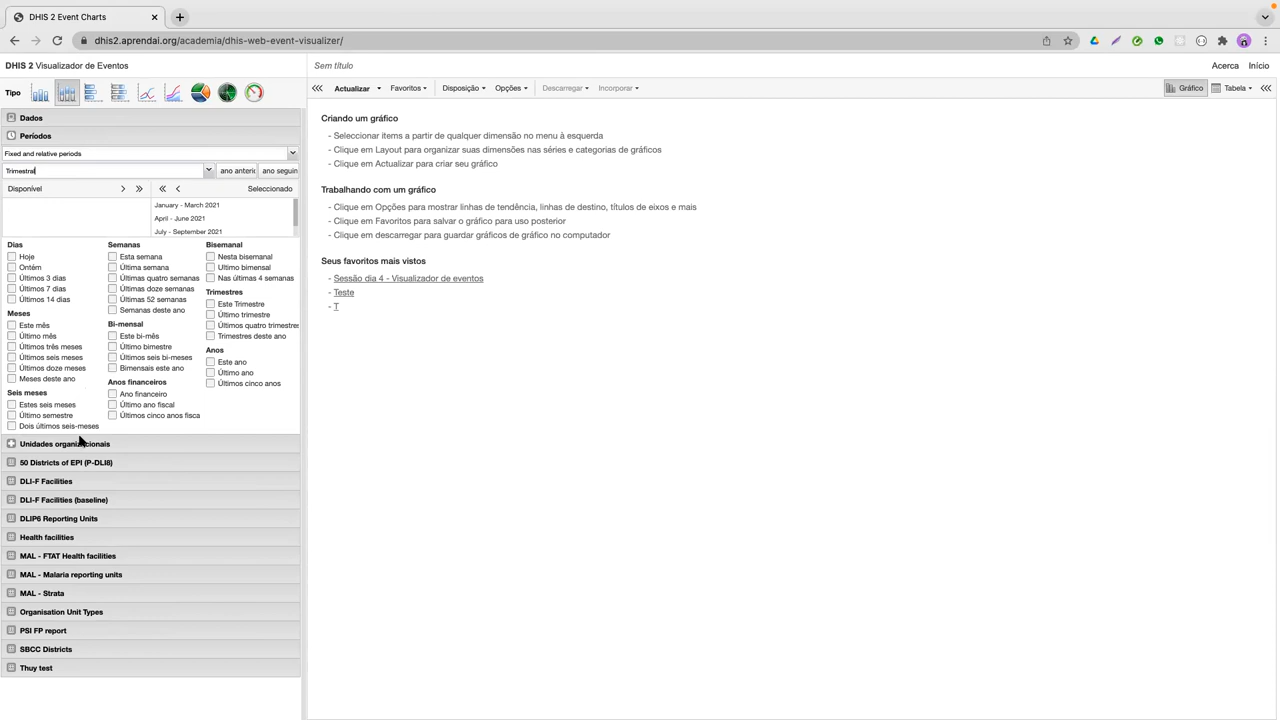 DHIS 2 Event Charts
dhis2.aprendai.org/academia/dhis-web-event-visualizer/
DHIS 2 Visualizador de Eventos
Sem título
Acerca
Início
Tipo
Actualizar
Favoritos
Disposição
Opções
Descarregar
Incorporar
Gráfico
Tabela
Dados
Períodos
Fixed and relative periods
Trimestral
ano anteri
ano seguin
Disponível
Seleccionado
January - March 2021
April - June 2021
July - September 2021
Dias
Hoje
Ontém
Últimos 3 dias
Últimos 7 dias
Últimos 14 dias
Meses
Este mês
Último mês
Últimos três meses
Últimos seis meses
Últimos doze meses
Meses deste ano
Seis meses
Estes seis meses
Último semestre
Dois últimos seis-meses
Semanas
Esta semana
Última semana
Últimas quatro semanas
Últimas doze semanas
Últimas 52 semanas
Semanas deste ano
Bi-mensal
Este bi-mês
Último bimestre
Últimos seis bi-meses
Bimensais este ano
Anos financeiros
Ano financeiro
Último ano fiscal
Últimos cinco anos fisca
Bisemanal
Nesta bisemanal
Ultimo bimensal
Nas últimas 4 semanas
Trimestres
Este Trimestre
Último trimestre
Últimos quatro trimestres
Trimestres deste ano
Anos
Este ano
Último ano
Últimos cinco anos
Unidades organizacionais
50 Districts of EPI (P-DLI8)
DLI-F Facilities
DLI-F Facilities (baseline)
DLIP6 Reporting Units
Health facilities
MAL - FTAT Health facilities
MAL - Malaria reporting units
MAL - Strata
Organisation Unit Types
PSI FP report
SBCC Districts
Thuy test
Criando um gráfico
- Seleccionar items a partir de qualquer dimensão no menu à esquerda
- Clique em Layout para organizar suas dimensões nas séries e categorias de gráficos
- Clique em Actualizar para criar seu gráfico
Trabalhando com um gráfico
- Clique em Opções para mostrar linhas de tendência, linhas de destino, títulos de eixos e mais
- Clique em Favoritos para salvar o gráfico para uso posterior
- Clique em descarregar para guardar gráficos de gráfico no computador
Seus favoritos mais vistos
- Sessão dia 4 - Visualizador de eventos
- Teste
- T